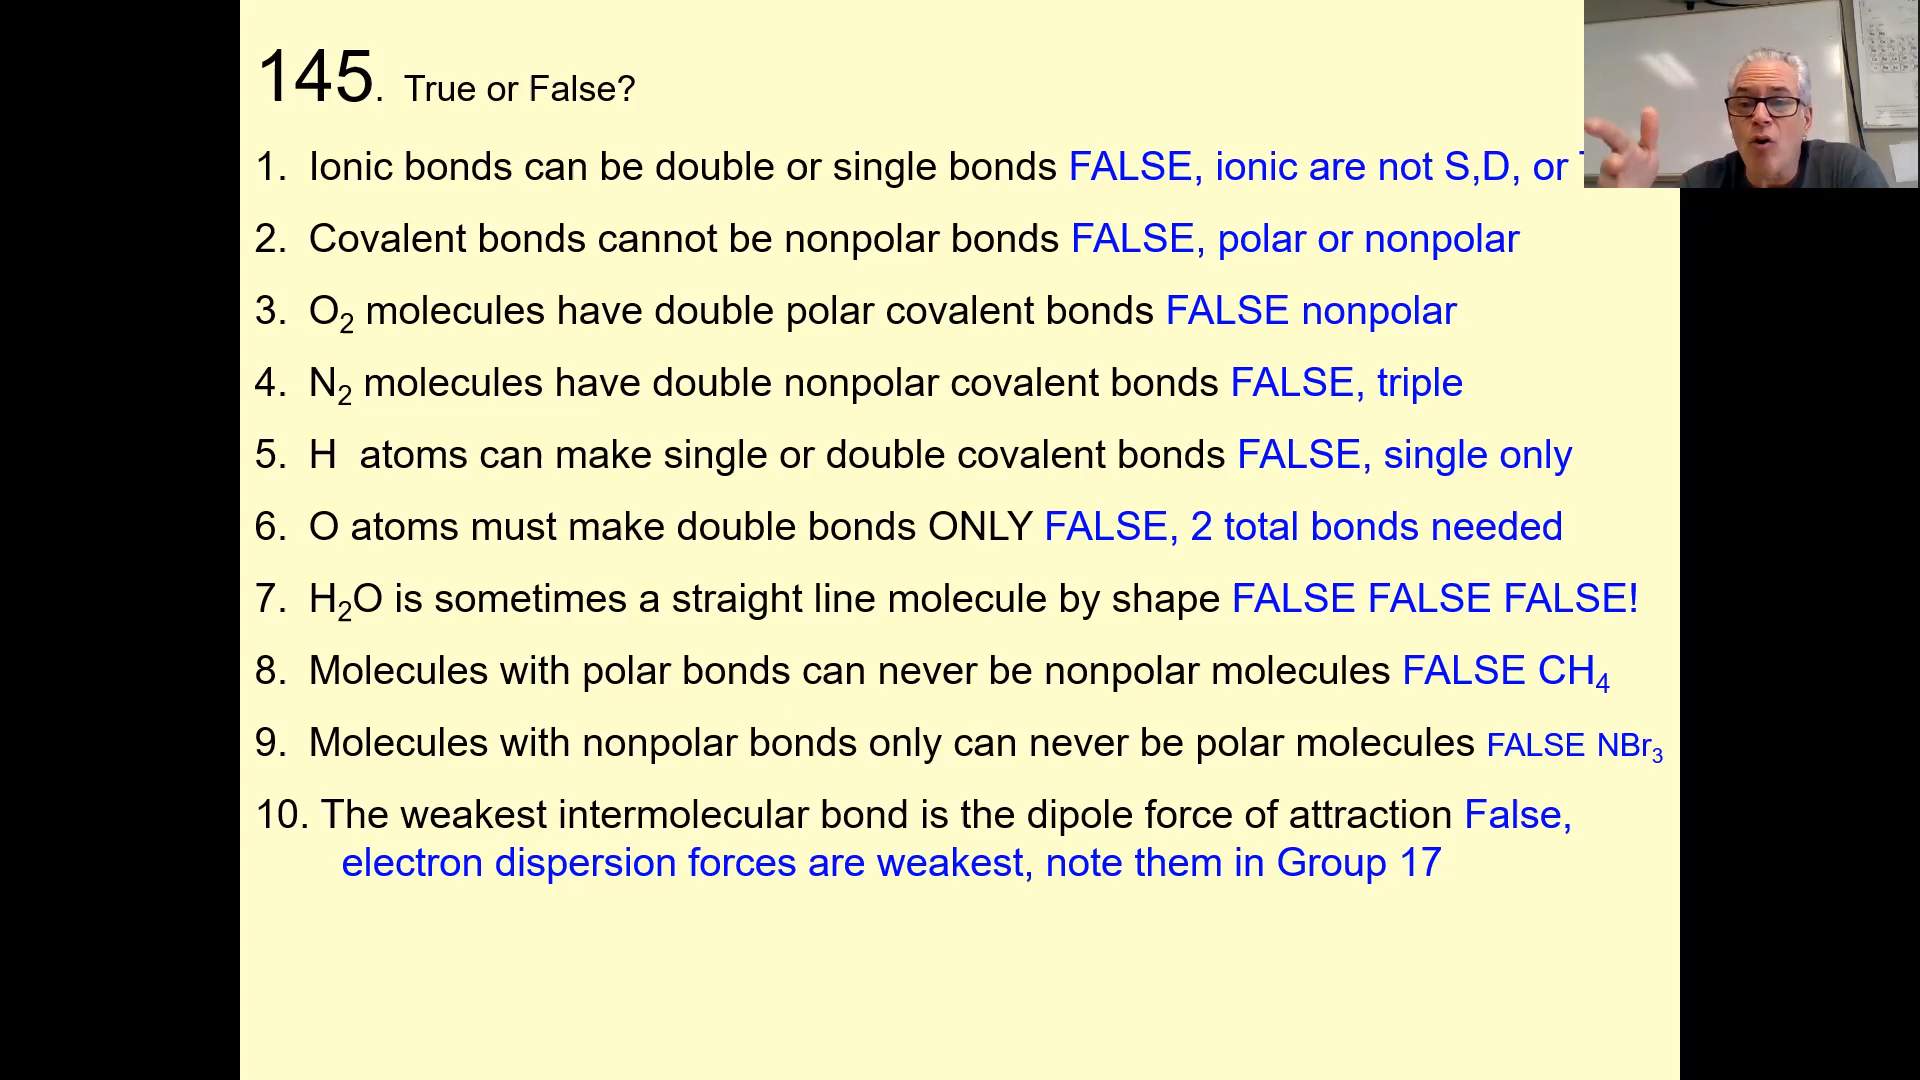 145. True or False?
1. Ionic bonds can be double or single bonds FALSE, ionic are not S,D, or
2. Covalent bonds cannot be nonpolar bonds FALSE, polar or nonpolar
3. O₂ molecules have double polar covalent bonds FALSE nonpolar
4. N₂ molecules have double nonpolar covalent bonds FALSE, triple
5. H atoms can make single or double covalent bonds FALSE, single only
6. O atoms must make double bonds ONLY FALSE, 2 total bonds needed
7. H₂O is sometimes a straight line molecule by shape FALSE FALSE FALSE!
8. Molecules with polar bonds can never be nonpolar molecules FALSE CH₄
9. Molecules with nonpolar bonds only can never be polar molecules FALSE NBr₃
10. The weakest intermolecular bond is the dipole force of attraction False,
electron dispersion forces are weakest, note them in Group 17